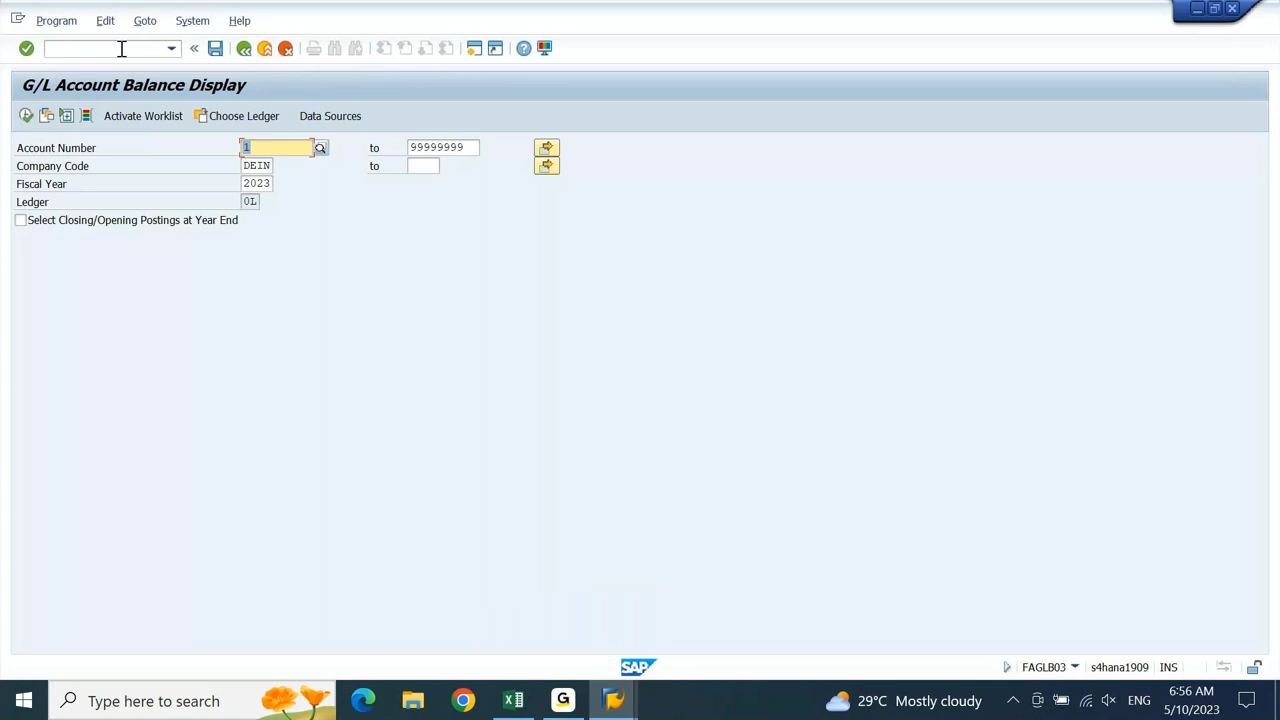 Program Edit Goto System Help
G/L Account Balance Display
Activate Worklist Choose Ledger Data Sources
Account Number 1 to 99999999
Company Code DEIN to
Fiscal Year 2023
Ledger 0L
Select Closing/Opening Postings at Year End
SAP FAGLB03 s4hana1909 INS
Type here to search G 29°C Mostly cloudy ENG 6:56 AM
5/10/2023